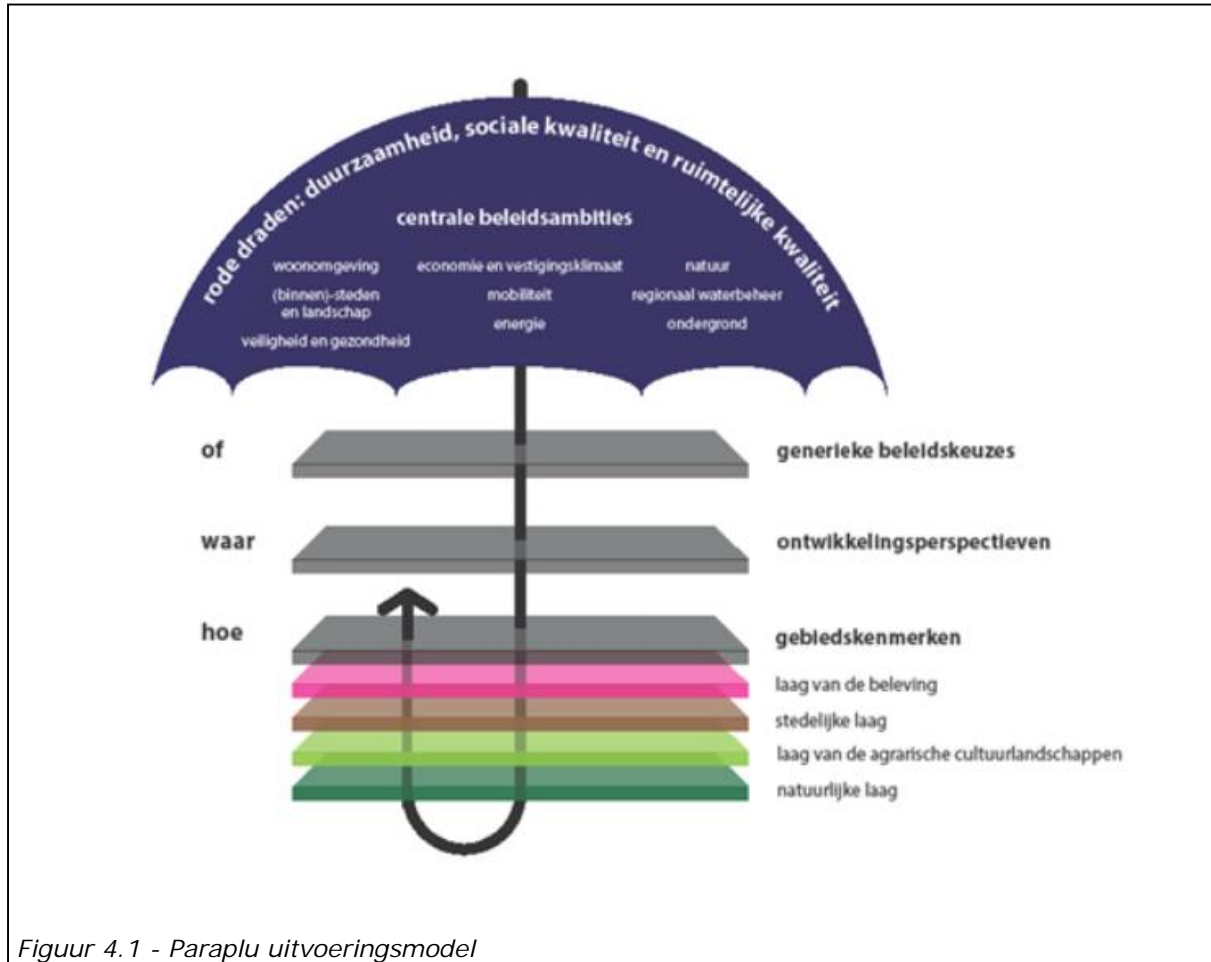 rode draden: duurzaamheid, sociale kwaliteit en ruimtelijke kwaliteit
centrale beleidsambities
woonomgeving
(binnen)-steden
en landschap
veiligheid en gezondheid
economie en vestigingsklimaat
mobiliteit
energie
natuur
regionaal waterbeheer
ondergrond
of
generieke beleidskeuzes
waar
ontwikkelingsperspectieven
hoe
gebiedskenmerken
laag van de beleving
stedelijke laag
laag van de agrarische cultuurlandschappen
natuurlijke laag
Figuur 4.1 - Paraplu uitvoeringsmodel